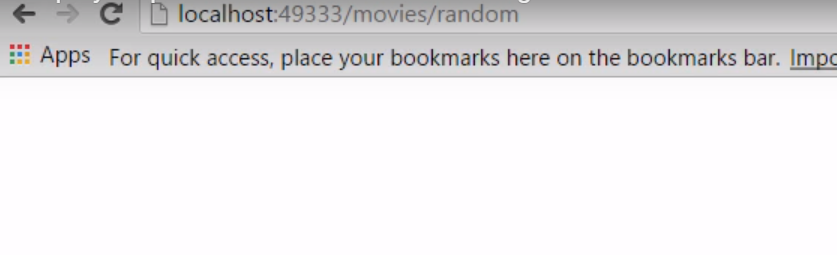 localhost:49333/movies/random
Apps For quick access, place your bookmarks here on the bookmarks bar.